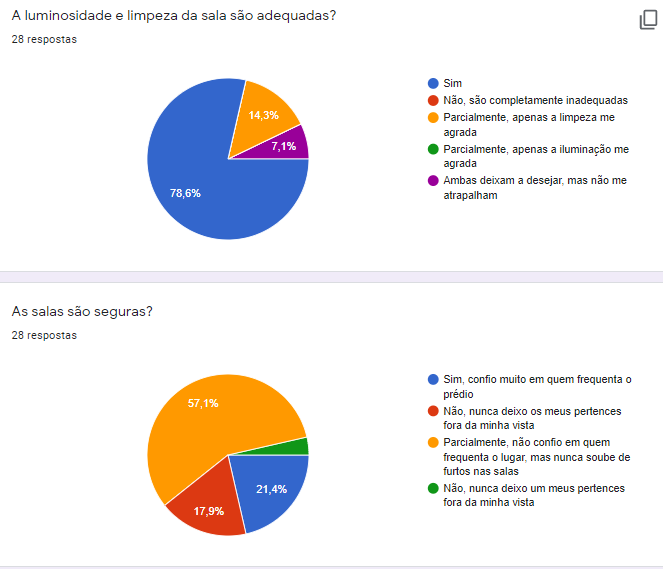 A luminosidade e limpeza da sala são adequadas?
28 respostas
Sim
Não, são completamente inadequadas
Parcialmente, apenas a limpeza me
agrada
Parcialmente, apenas a iluminação me
agrada
Ambas deixam a desejar, mas não me
atrapalham
14,3%
7,1%
78,6%
As salas são seguras?
28 respostas
Sim, confio muito em quem frequenta o
prédio
Não, nunca deixo os meus pertences
fora da minha vista
Parcialmente, não confio em quem
frequenta o lugar, mas nunca soube de
furtos nas salas
Não, nunca deixo um meus pertences
fora da minha vista
57,1%
21,4%
17,9%